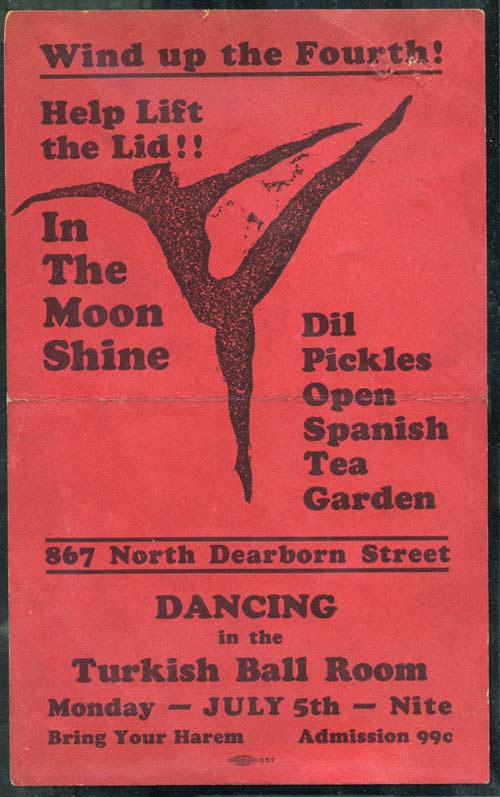 Wind up the Fourth!
Help Lift
the Lid!!
In
The
Moon
Shine
Dil
Pickles
Open
Spanish
Tea
Garden
867 North Dearborn Street
DANCING
in the
Turkish Ball Room
Monday — JULY 5th — Nite
Bring Your Harem Admission 99c
557